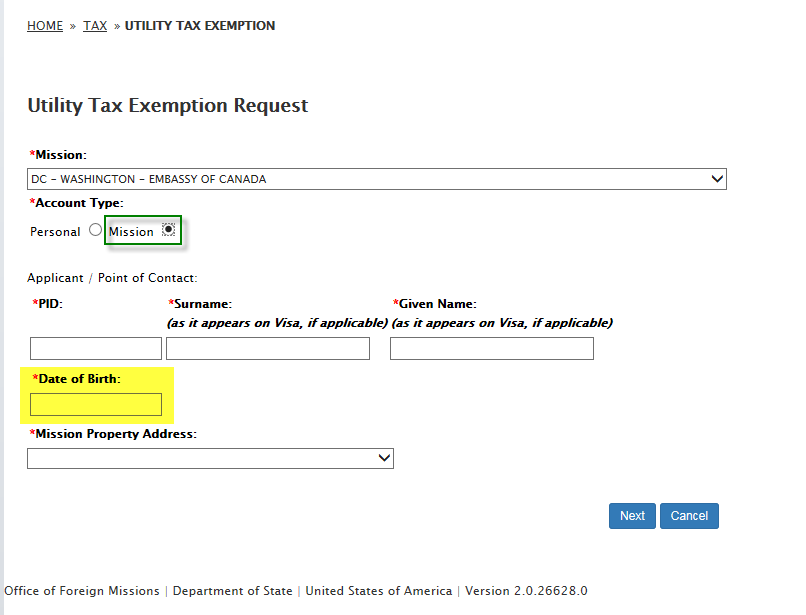 HOME » TAX » UTILITY TAX EXEMPTION
Utility Tax Exemption Request
*Mission:
DC - WASHINGTON - EMBASSY OF CANADA
*Account Type:
Personal Mission
Applicant / Point of Contact:
*PID: *Surname: *Given Name:
(as it appears on Visa, if applicable) (as it appears on Visa, if applicable)
*Date of Birth:
*Mission Property Address:
Next Cancel
Office of Foreign Missions | Department of State | United States of America | Version 2.0.26628.0